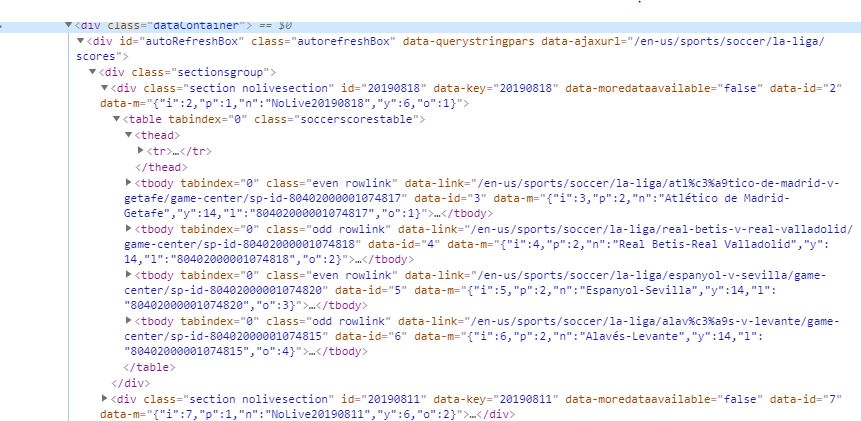 ▼<div class="dataContainer"> == $0
▼<div id="autoRefreshBox" class="autorefreshBox" data-querystringpars data-ajaxurl="/en-us/sports/soccer/la-liga/
scores">
▼<div class="sectionsgroup">
▼<div class="section nolivesection" id="20190818" data-key="20190818" data-moredataavailable="false" data-id="2"
data-m="{"i":2,"p":1,"n":"NoLive20190818","y":6,"o":1}">
▼<table tabindex="0" class="soccerscorestable">
▼<thead>
▶<tr>…</tr>
</thead>
▶<tbody tabindex="0" class="even rowlink" data-link="/en-us/sports/soccer/la-liga/atl%c3%a9tico-de-madrid-v-
getafe/game-center/sp-id-80402000001074817" data-id="3" data-m="{"i":3,"p":2,"n":"Atlético de Madrid-
Getafe","y":14,"l":"80402000001074817","o":1}">…</tbody>
▶<tbody tabindex="0" class="odd rowlink" data-link="/en-us/sports/soccer/la-liga/real-betis-v-real-valladolid/
game-center/sp-id-80402000001074818" data-id="4" data-m="{"i":4,"p":2,"n":"Real Betis-Real Valladolid","y":
14,"l":"80402000001074818","o":2}">…</tbody>
▶<tbody tabindex="0" class="even rowlink" data-link="/en-us/sports/soccer/la-liga/espanyol-v-sevilla/game-
center/sp-id-80402000001074820" data-id="5" data-m="{"i":5,"p":2,"n":"Espanyol-Sevilla","y":14,"l":
"80402000001074820","o":3}">…</tbody>
▶<tbody tabindex="0" class="odd rowlink" data-link="/en-us/sports/soccer/la-liga/alav%c3%a9s-v-levante/game-
center/sp-id-80402000001074815" data-id="6" data-m="{"i":6,"p":2,"n":"Alavés-Levante","y":14,"l":
"80402000001074815","o":4}">…</tbody>
</table>
</div>
▶<div class="section nolivesection" id="20190811" data-key="20190811" data-moredataavailable="false" data-id="7"
data-m="{"i":7,"p":1,"n":"NoLive20190811","y":6,"o":2}">…</div>